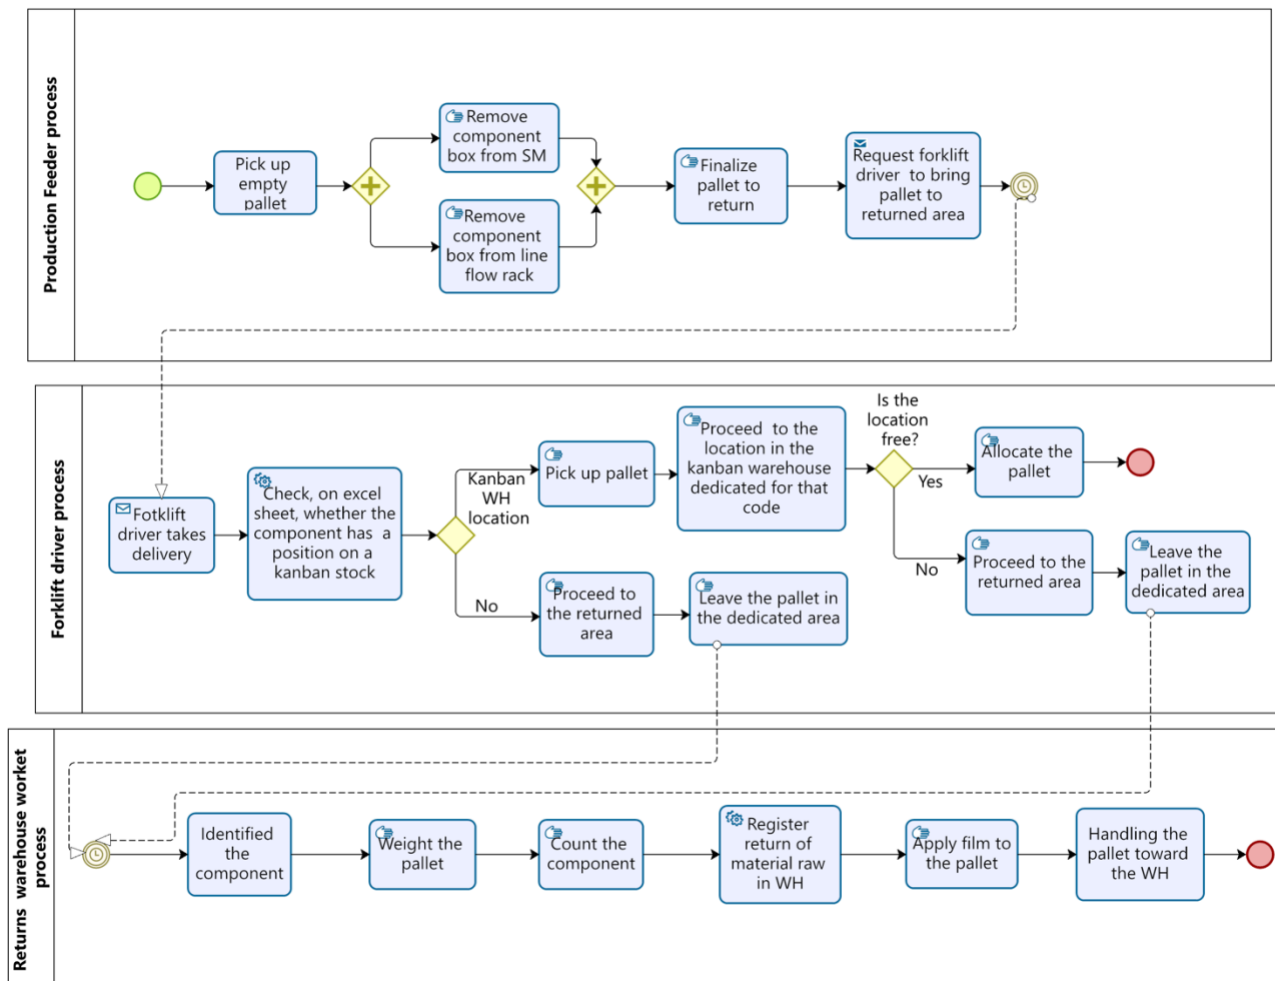 Production Feeder process
Pick up
empty
pallet
Remove
component
box from SM
Remove
component
box from line
flow rack
Finalize
pallet to
return
Request forklift
driver  to bring
pallet to
returned area
Forklift driver process
Fotklift
driver takes
delivery
Check, on excel
sheet, whether the
component has  a
position on a
kanban stock
Kanban
WH
location
No
Pick up pallet
Proceed  to the
location in the
kanban warehouse
dedicated for that
code
Is the
location
free?
Yes
No
Allocate the
pallet
Proceed to the
returned area
Leave the
pallet in the
dedicated area
Proceed to
the returned
area
Leave the pallet in
the dedicated area
Returns  warehouse worket
process
Identified
the
component
Weight the
pallet
Count the
component
Register
return of
material raw
in WH
Apply film to
the pallet
Handling the
pallet toward
the WH